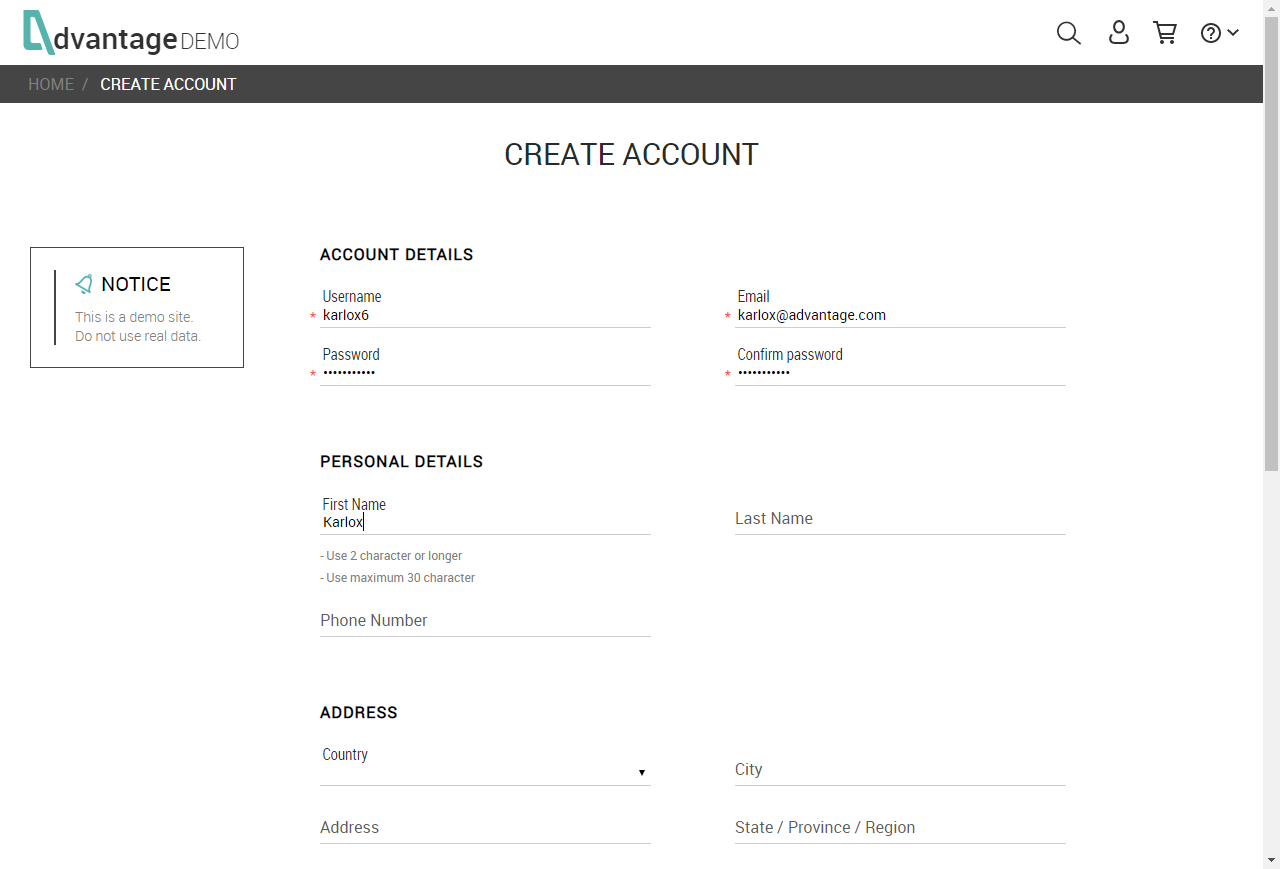 dvantage DEMO
HOME / CREATE ACCOUNT
CREATE ACCOUNT
NOTICE
This is a demo site.
Do not use real data.
ACCOUNT DETAILS
Username
* karlox6
Email
* karlox@advantage.com
Password
* •••••••••••
Confirm password
* •••••••••••
PERSONAL DETAILS
First Name
Karlox
Last Name
- Use 2 character or longer
- Use maximum 30 character
Phone Number
ADDRESS
Country
City
Address
State / Province / Region